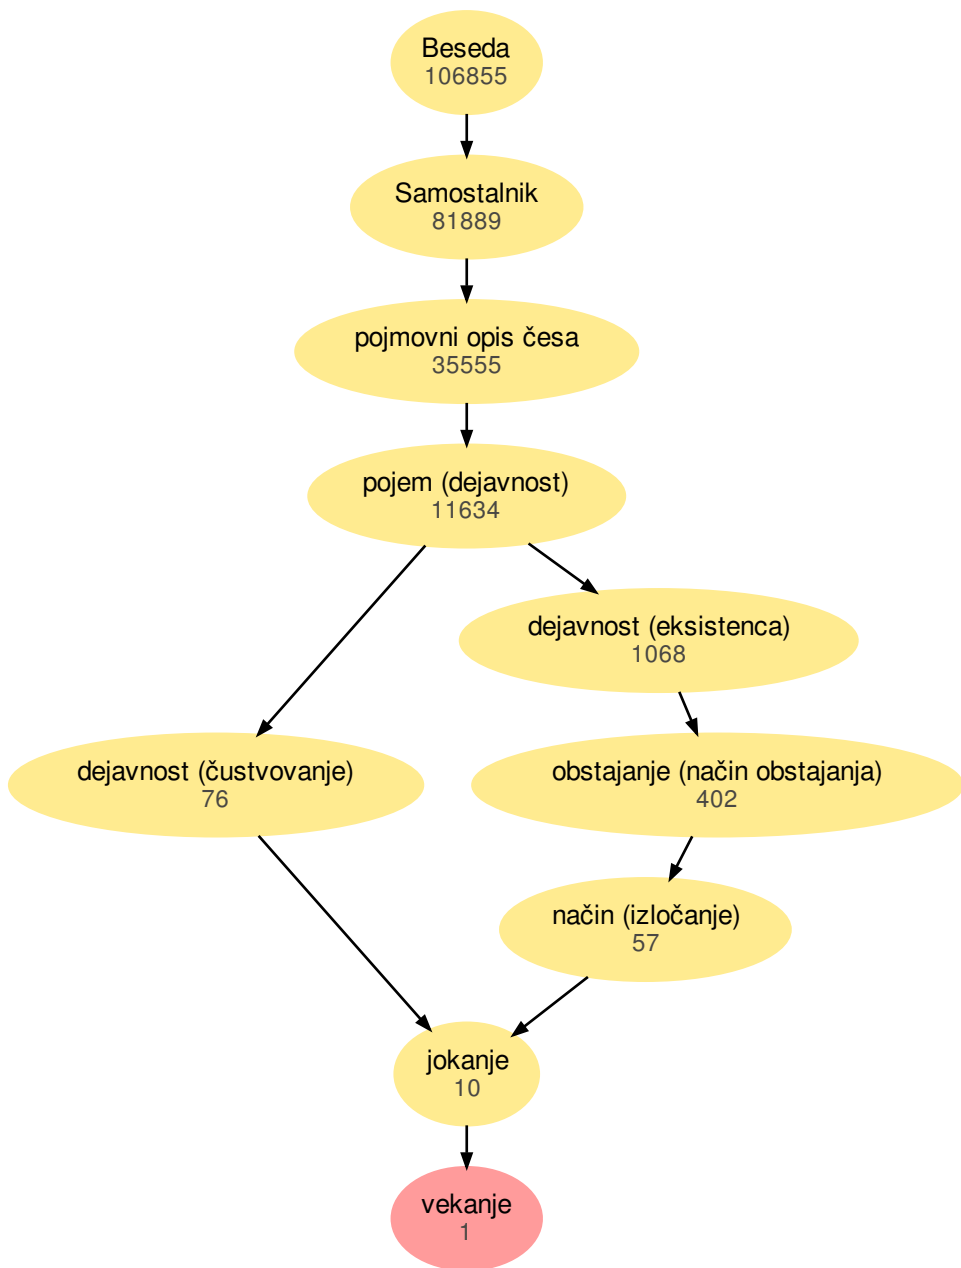 Beseda
106855
Samostalnik
81889
pojmovni opis česa
35555
pojem (dejavnost)
11634
dejavnost (eksistenca)
1068
dejavnost (čustvovanje)
76
obstajanje (način obstajanja)
402
način (izločanje)
57
jokanje
10
vekanje
1